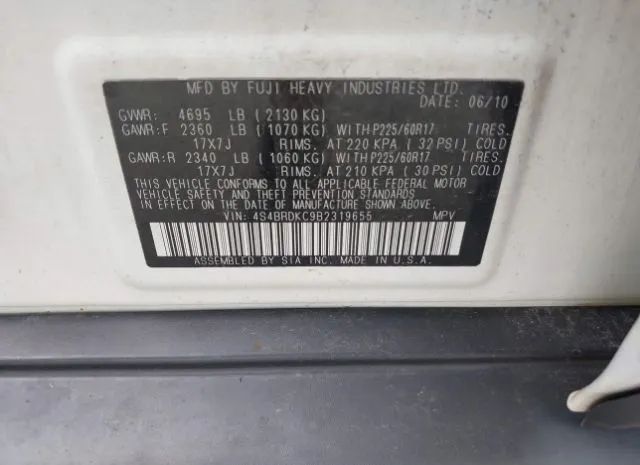 MFD BY FUJI HEAVY INDUSTRIES LTD.
DATE: 06/10
GVWR: 4695 LB (2130 KG)
GAWR:F 2360 LB (1070 KG) WITH P225/60R17 TIRES,
17X7J RIMS, AT 220 KPA (32 PSI) COLD
GAWR:R 2340 LB (1060 KG) WITH P225/60R17 TIRES,
17X7J RIMS, AT 210 KPA (30 PSI) COLD
THIS VEHICLE CONFORMS TO ALL APPLICABLE FEDERAL MOTOR
VEHICLE SAFETY STANDARDS AND THEFT PREVENTION STANDARD
IN EFFECT ON THE DATE OF MANUFACTURE SHOWN ABOVE.
VIN: 4S4BRDKC9B2319655 MPV
ASSEMBLED BY SIA INC. MADE IN U.S.A.